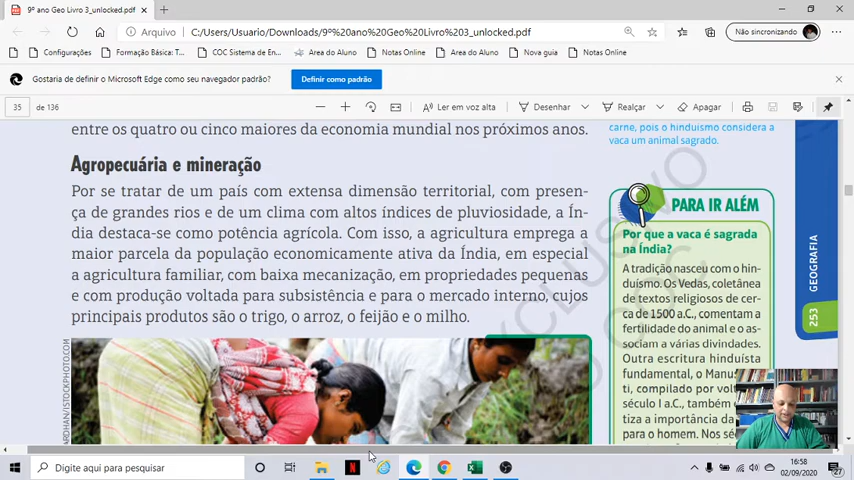 9º ano Geo Livro 3_unlocked.pdf
Arquivo
C:/Users/Usuario/Downloads/9º%20ano%20Geo%20Livro%203_unlocked.pdf
Não sincronizando
Configurações
Formação Básica: T...
COC Sistema de En...
Area do Aluno
Notas Online
Area do Aluno
Nova guia
Notas Online
Gostaria de definir o Microsoft Edge como seu navegador padrão?
Definir como padrão
35
de 136
Ler em voz alta
Desenhar
Realçar
Apagar
entre os quatro ou cinco maiores da economia mundial nos próximos anos.
Agropecuária e mineração
Por se tratar de um país com extensa dimensão territorial, com presen-
ça de grandes rios e de um clima com altos índices de pluviosidade, a Ín-
dia destaca-se como potência agrícola. Com isso, a agricultura emprega a
maior parcela da população economicamente ativa da Índia, em especial
a agricultura familiar, com baixa mecanização, em propriedades pequenas
e com produção voltada para subsistência e para o mercado interno, cujos
principais produtos são o trigo, o arroz, o feijão e o milho.
carne, pois o hinduísmo considera a
vaca um animal sagrado.
PARA IR ALÉM
Por que a vaca é sagrada
na Índia?
A tradição nasceu com o hin-
duísmo. Os Vedas, coletânea
de textos religiosos de cer-
ca de 1500 a.C., comentam a
fertilidade do animal e o as-
sociam a várias divindades.
Outra escritura hinduísta
fundamental, o Manus
ti, compilado por vol
século I a.C., também
tiza a importância da
para o homem. Nos sé
GEOGRAFIA
253
EXCLUSIVO
COC
ARDHAN/ISTOCKPHOTO.COM
Digite aqui para pesquisar
16:58
02/09/2020
27